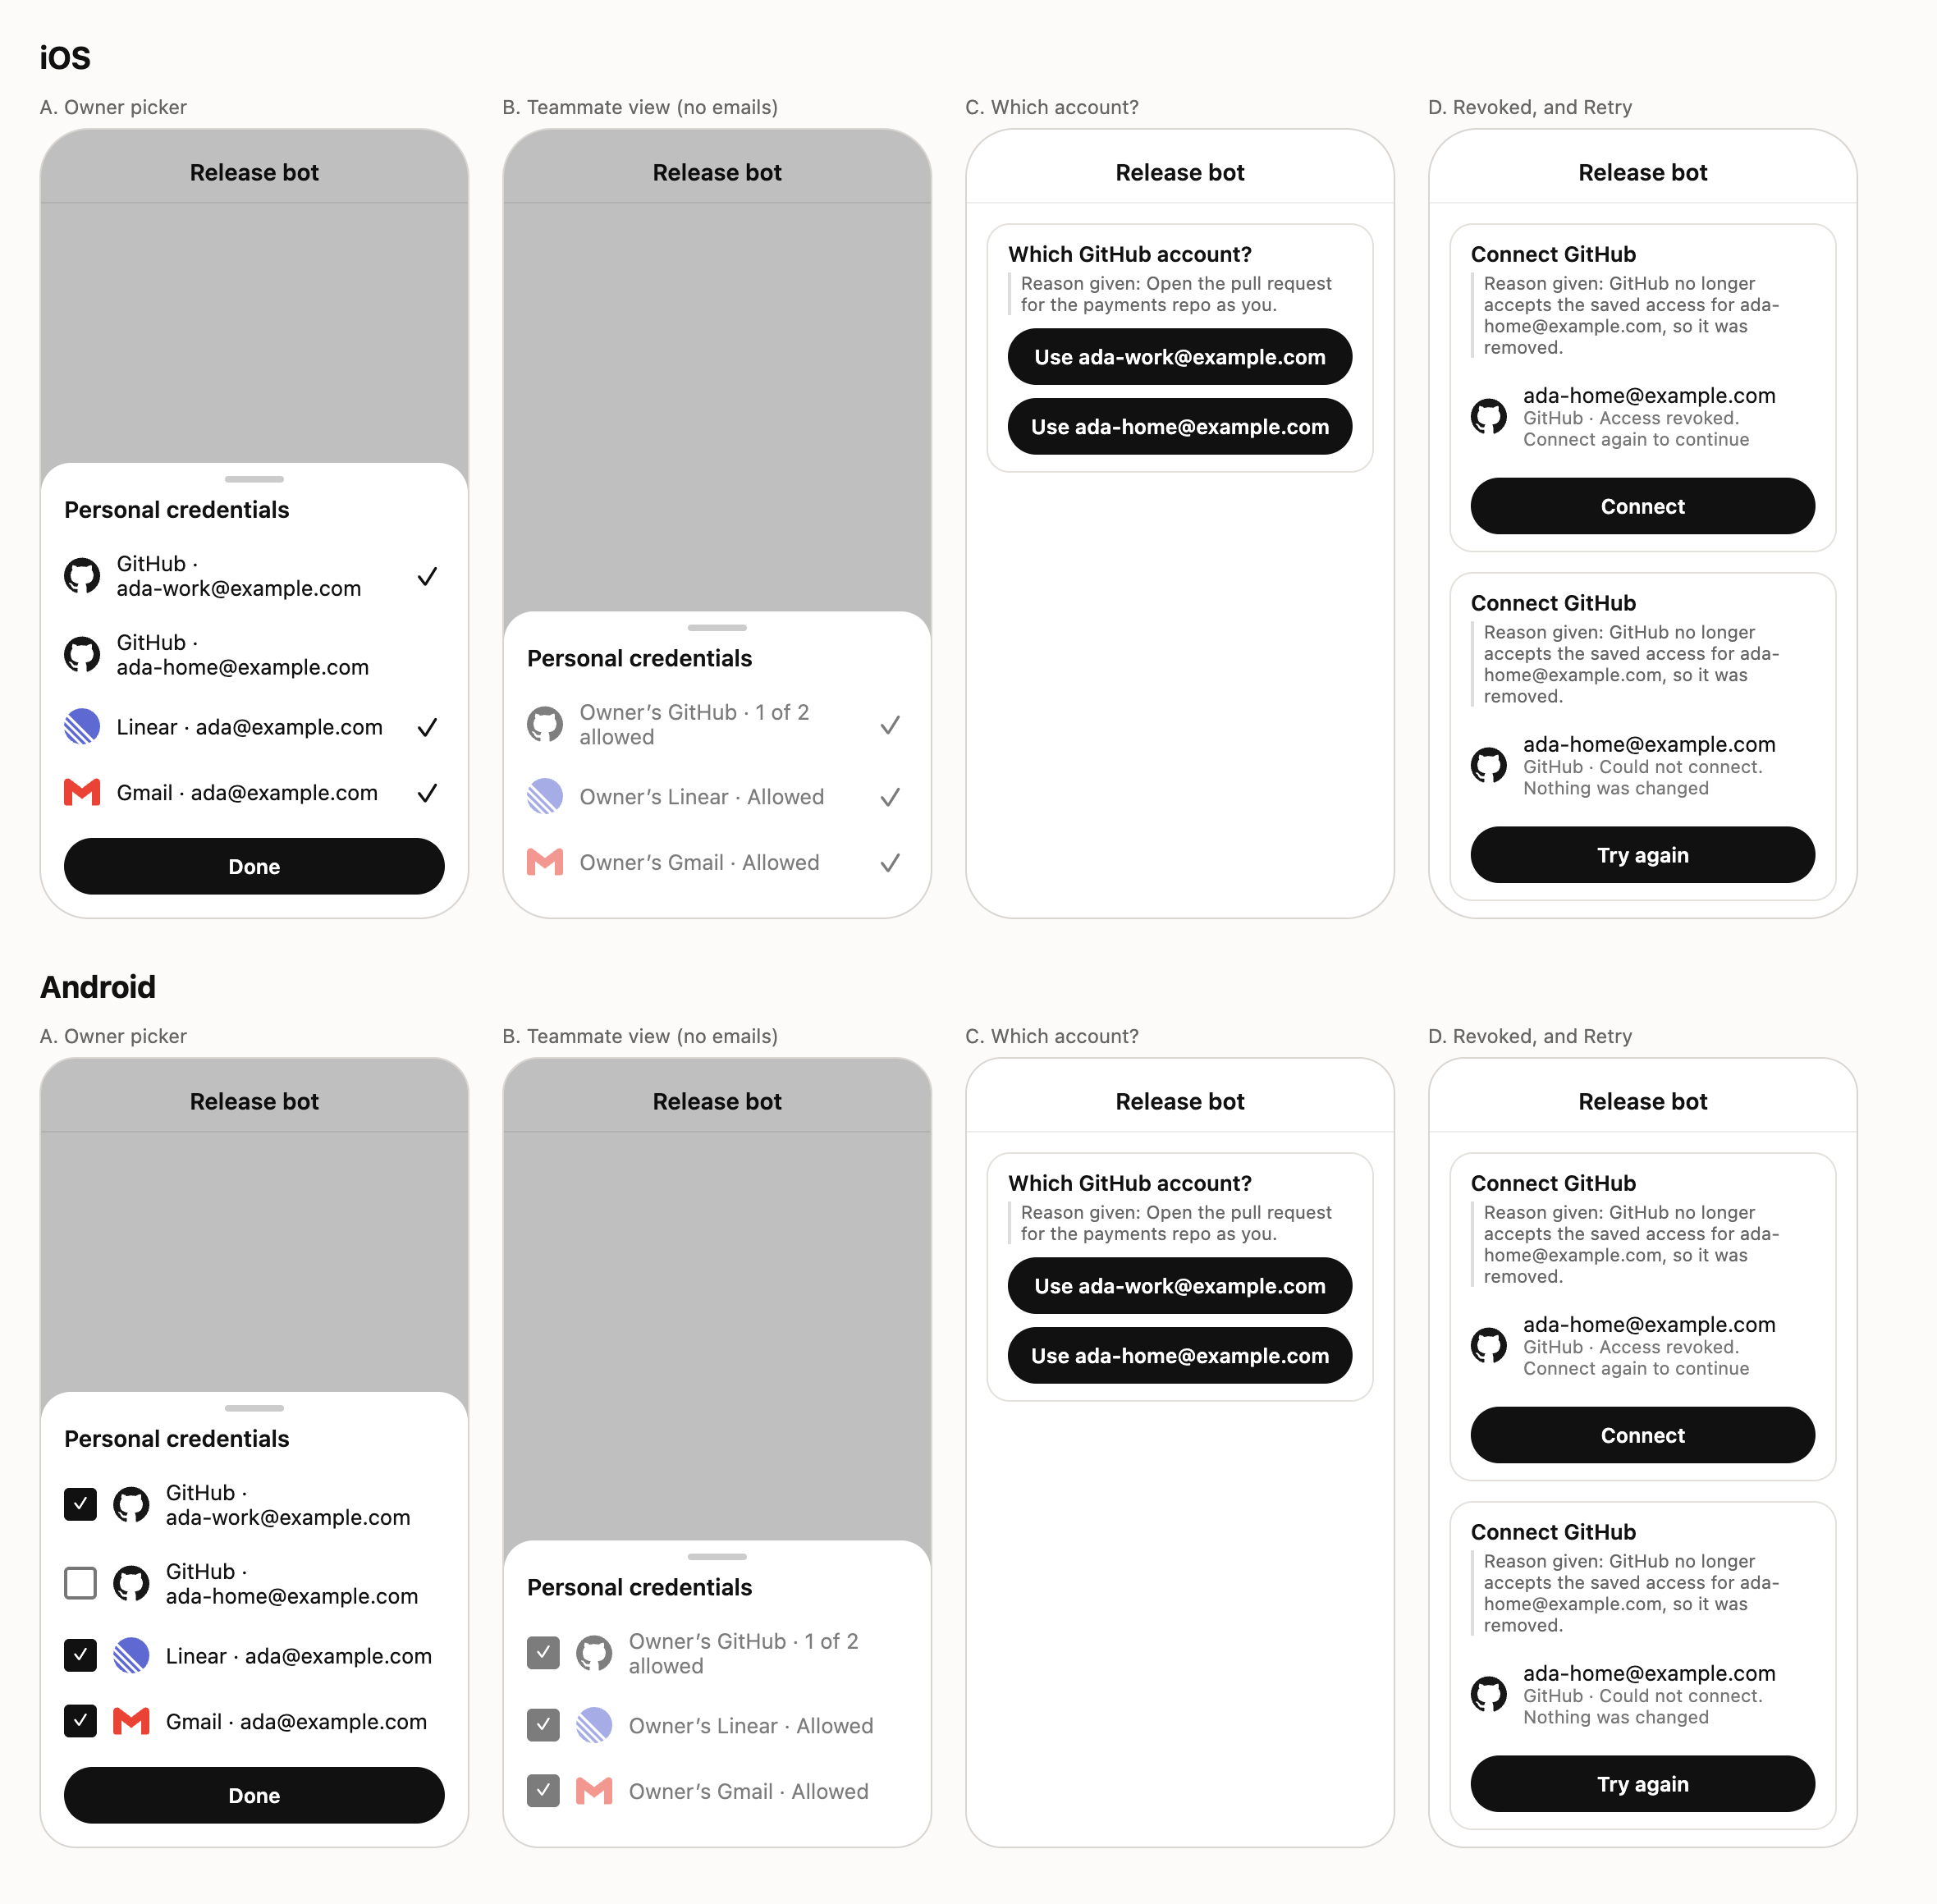 iOS
A. Owner picker
Release bot
Personal credentials
GitHub ·
ada-work@example.com
GitHub ·
ada-home@example.com
Linear · ada@example.com
Gmail · ada@example.com
Done
B. Teammate view (no emails)
Release bot
Personal credentials
Owner’s GitHub · 1 of 2
allowed
Owner’s Linear · Allowed
Owner’s Gmail · Allowed
C. Which account?
Release bot
Which GitHub account?
Reason given: Open the pull request
for the payments repo as you.
Use ada-work@example.com
Use ada-home@example.com
D. Revoked, and Retry
Release bot
Connect GitHub
Reason given: GitHub no longer
accepts the saved access for ada-
home@example.com, so it was
removed.
ada-home@example.com
GitHub · Access revoked.
Connect again to continue
Connect
Connect GitHub
Reason given: GitHub no longer
accepts the saved access for ada-
home@example.com, so it was
removed.
ada-home@example.com
GitHub · Could not connect.
Nothing was changed
Try again
Android
A. Owner picker
Release bot
Personal credentials
GitHub ·
ada-work@example.com
GitHub ·
ada-home@example.com
Linear · ada@example.com
Gmail · ada@example.com
Done
B. Teammate view (no emails)
Release bot
Personal credentials
Owner’s GitHub · 1 of 2
allowed
Owner’s Linear · Allowed
Owner’s Gmail · Allowed
C. Which account?
Release bot
Which GitHub account?
Reason given: Open the pull request
for the payments repo as you.
Use ada-work@example.com
Use ada-home@example.com
D. Revoked, and Retry
Release bot
Connect GitHub
Reason given: GitHub no longer
accepts the saved access for ada-
home@example.com, so it was
removed.
ada-home@example.com
GitHub · Access revoked.
Connect again to continue
Connect
Connect GitHub
Reason given: GitHub no longer
accepts the saved access for ada-
home@example.com, so it was
removed.
ada-home@example.com
GitHub · Could not connect.
Nothing was changed
Try again